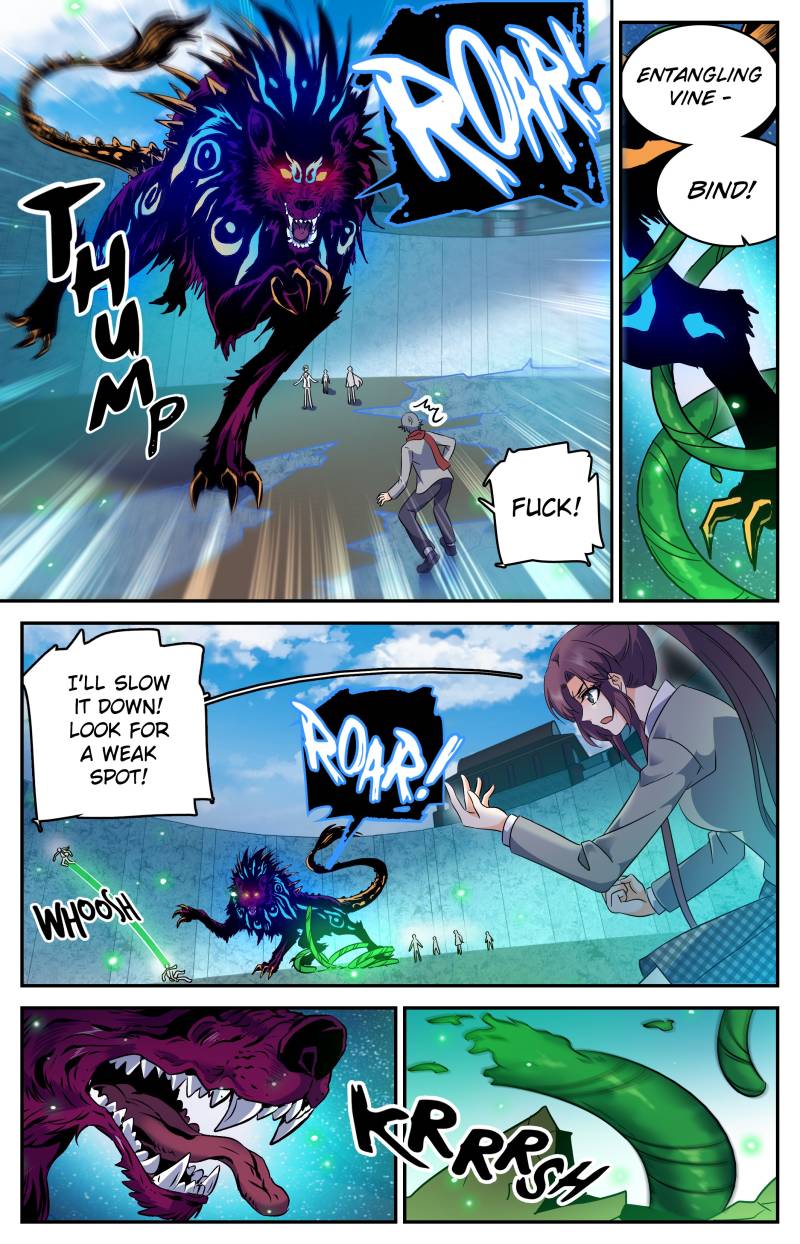 ROAR!
THUMP
FUCK!
ENTANGLING
VINE -
BIND!
I'LL SLOW
IT DOWN!
LOOK FOR
A WEAK
SPOT!
ROAR!
WHOOSH
KRRRSH